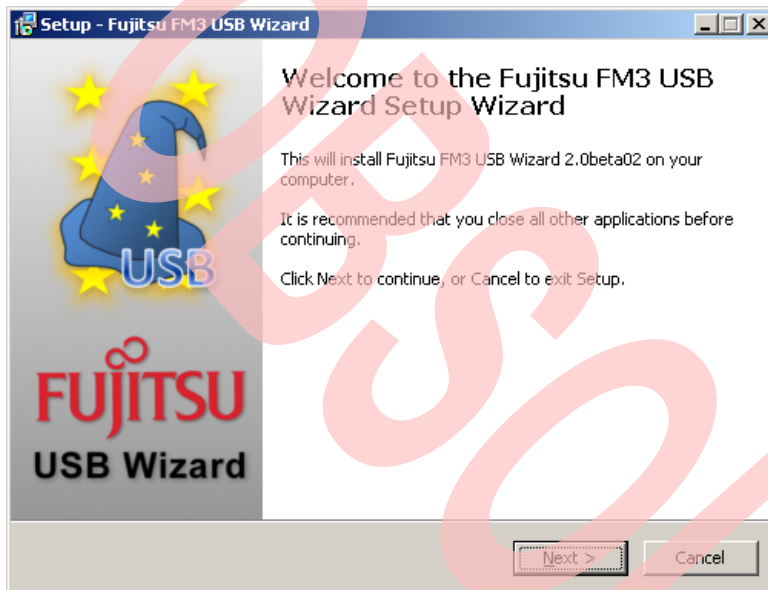 Setup - Fujitsu FM3 USB Wizard
Welcome to the Fujitsu FM3 USB
Wizard Setup Wizard
This will install Fujitsu FM3 USB Wizard 2.0beta02 on your
computer.
It is recommended that you close all other applications before
continuing.
Click Next to continue, or Cancel to exit Setup.
USB
FUJITSU
USB Wizard
Next >
Cancel
OBSO